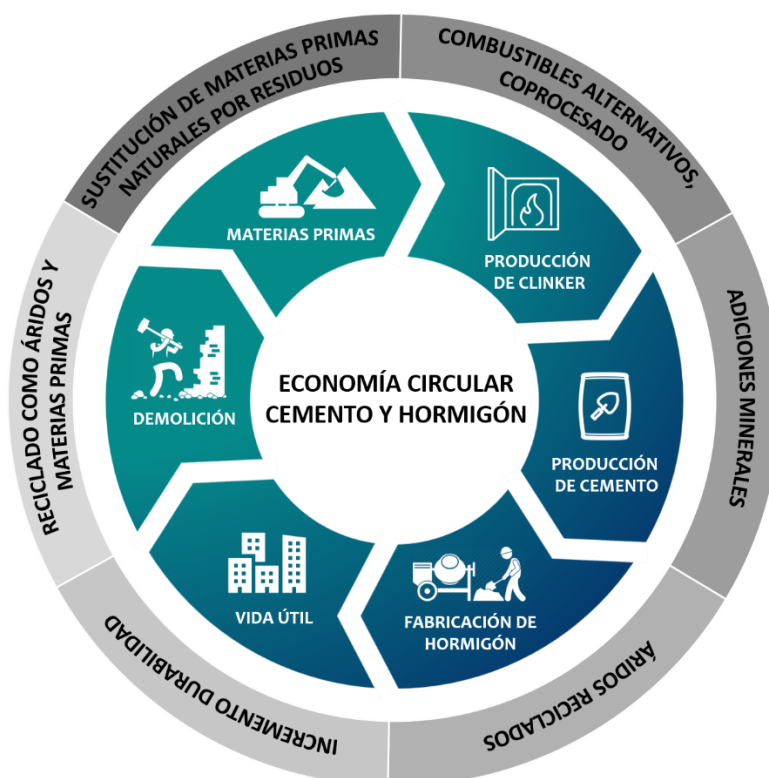 SUSTITUCIÓN DE MATERIAS PRIMAS
NATURALES POR RESIDUOS
COMBUSTIBLES ALTERNATIVOS,
COPROCESADO
ADICIONES MINERALES
ÁRIDOS RECICLADOS
INCREMENTO DURABILIDAD
RECICLADO COMO ÁRIDOS Y
MATERIAS PRIMAS
MATERIAS PRIMAS
PRODUCCIÓN
DE CLINKER
PRODUCCIÓN
DE CEMENTO
FABRICACIÓN DE
HORMIGÓN
VIDA ÚTIL
DEMOLICIÓN
ECONOMÍA CIRCULAR
CEMENTO Y HORMIGÓN